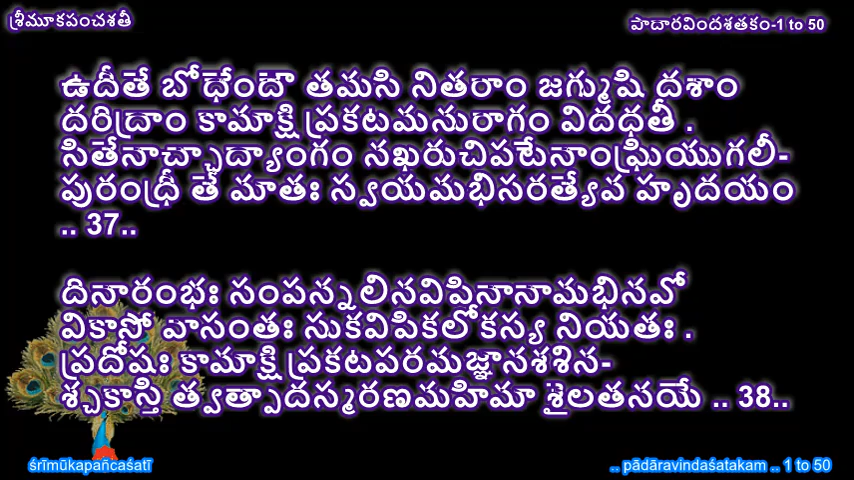 శ్రీమూకపంచశతీ
పాదారవిందశతకం-1 to 50
ఉదీతే బోధేందౌ తమసి నితరాం జగ్ముషి దశాం
దరిద్రాం కామాక్షి ప్రకటమనురాగం విదధతీ .
సితేనాచ్ఛాద్యాంగం నఖరుచిపటేనాంఘ్రియుగలీ-
పురంధ్రీ తే మాతః స్వయమభిసరత్యేవ హృదయం
.. 37..
దినారంభః సంపన్నలినవిపినానామభినవో
వికాసో వాసంతః సుకవిపికలోకస్య నియతః .
ప్రదోషః కామాక్షి ప్రకటపరమజ్ఞానశశిన-
శ్చకాస్తి త్వత్పాదస్మరణమహిమా శైలతనయే .. 38..
śrīmūkapañcaśatī
.. pādāravindaśatakam .. 1 to 50